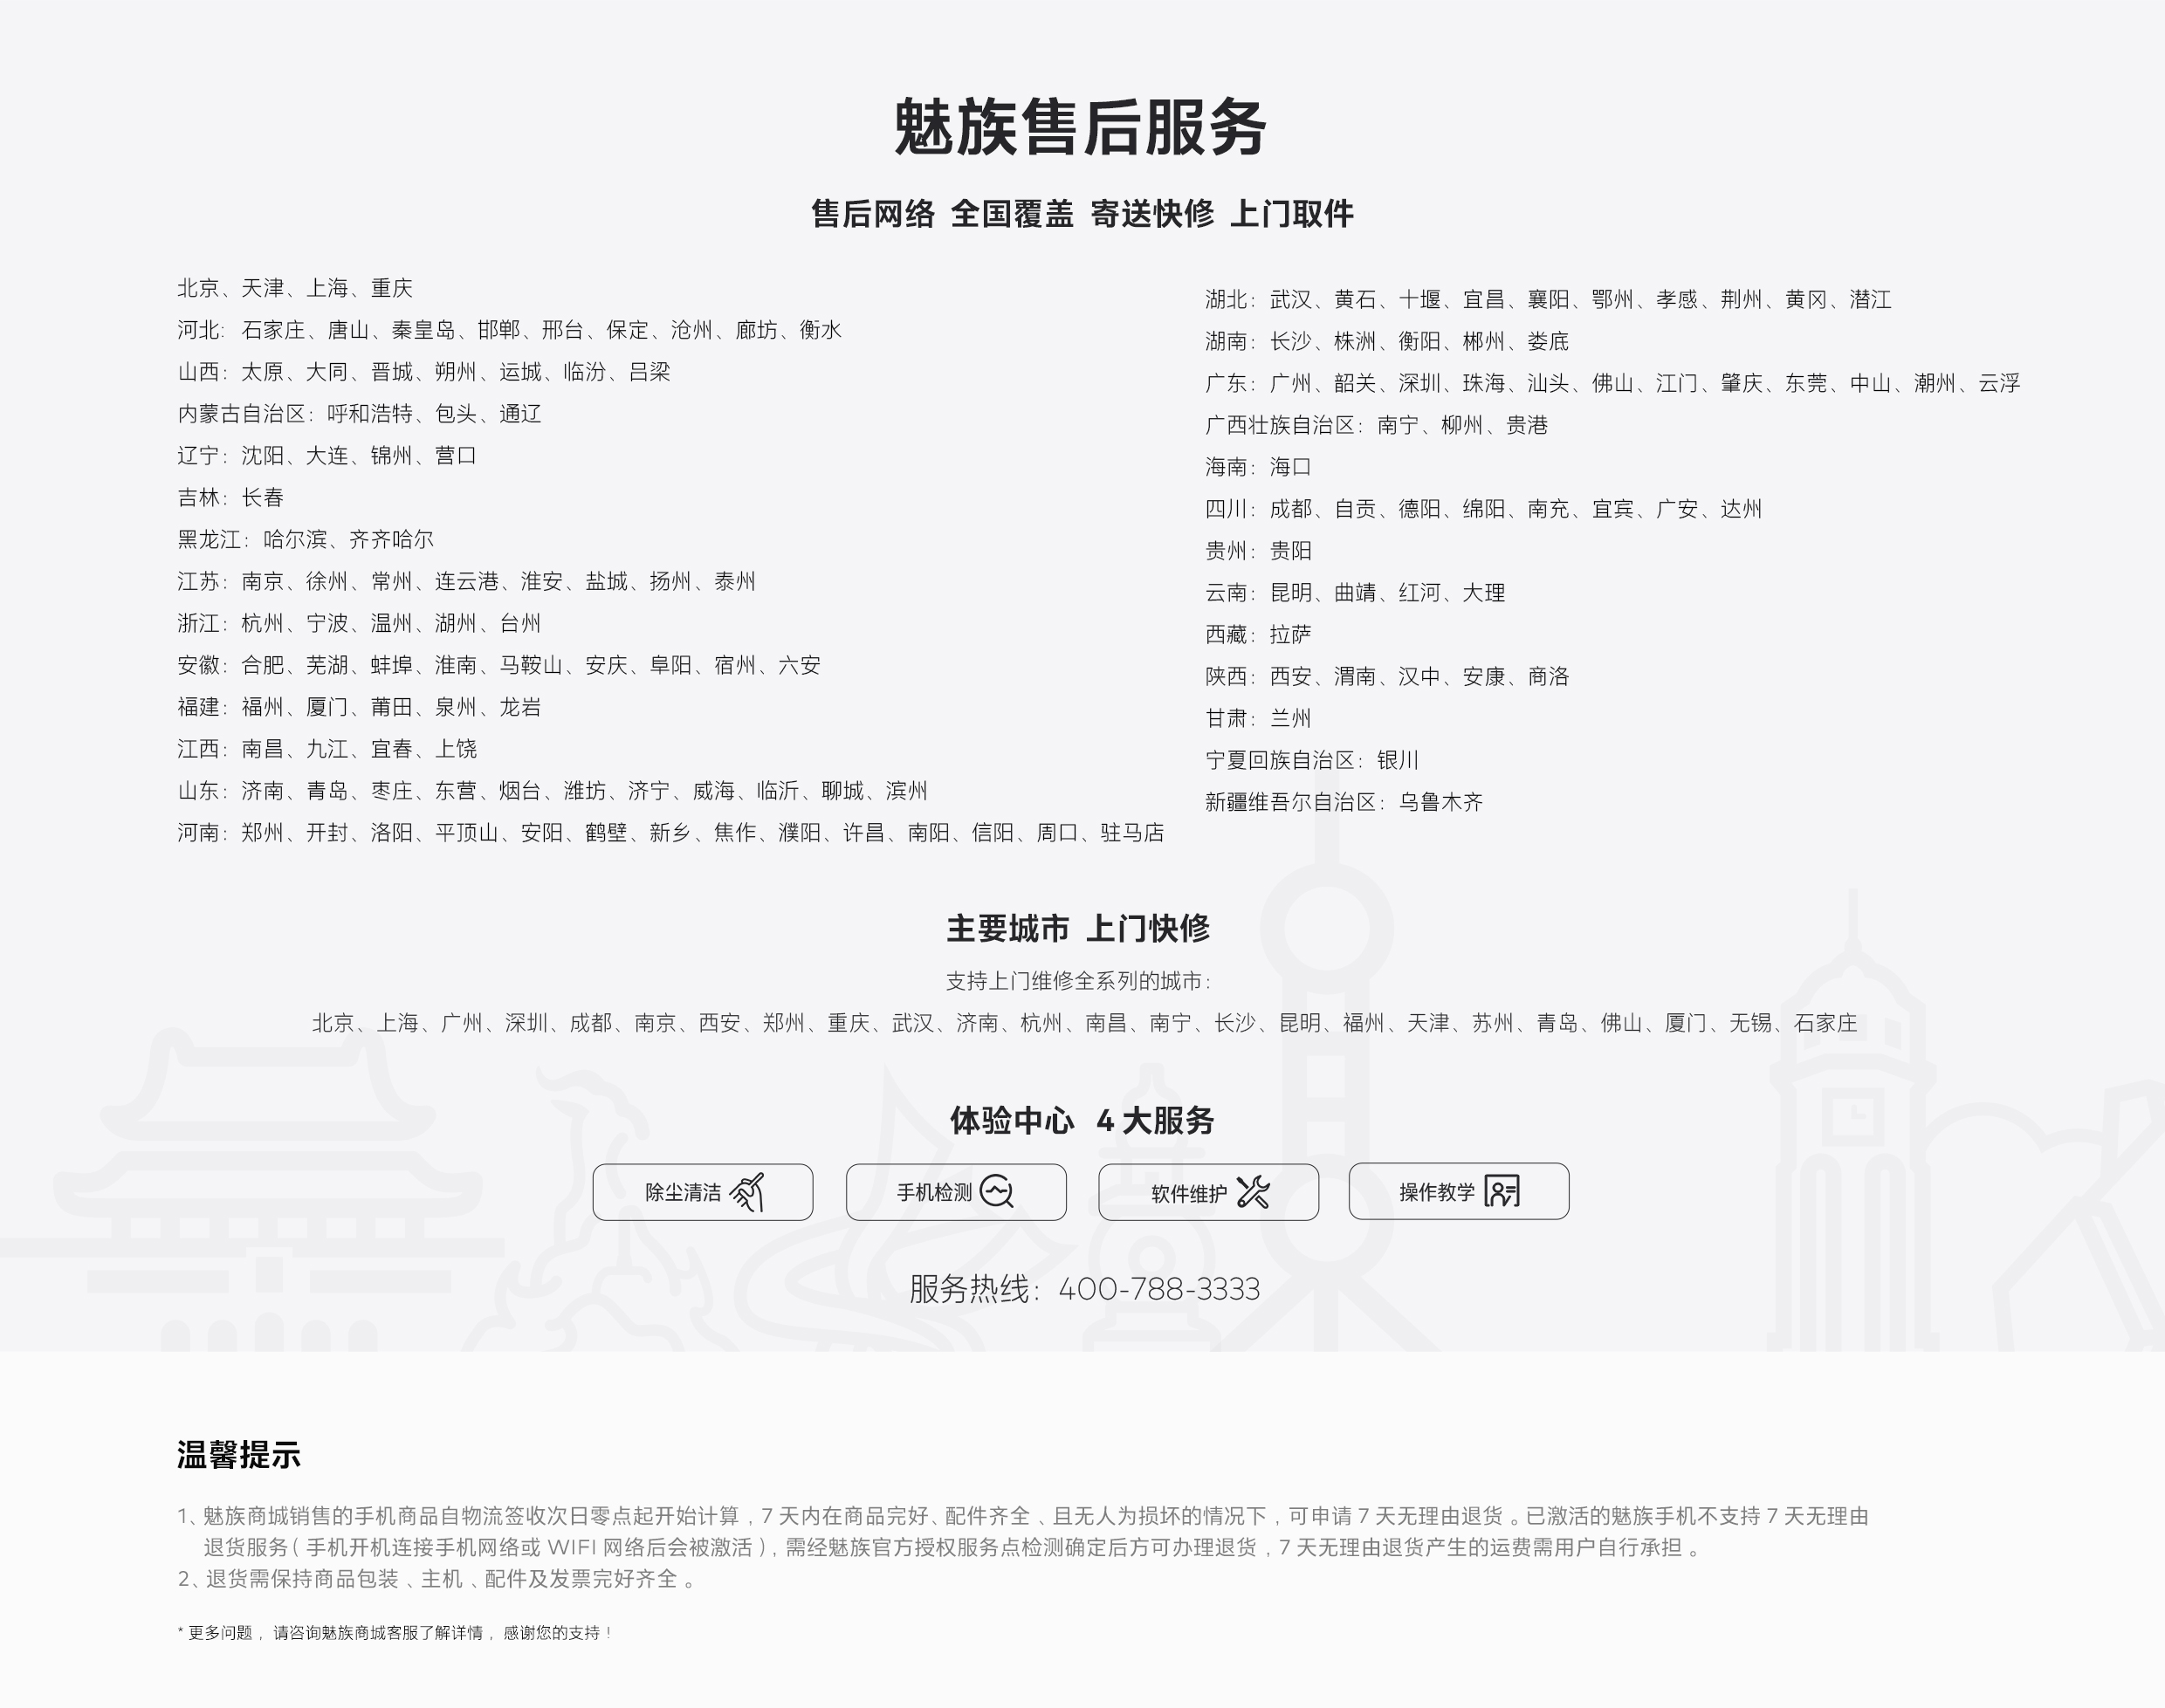 魅族售后服务
售后网络 全国覆盖 寄送快修 上门取件
北京、天津、上海、重庆
河北：石家庄、唐山、秦皇岛、邯郸、邢台、保定、沧州、廊坊、衡水
山西：太原、大同、晋城、朔州、运城、临汾、吕梁
内蒙古自治区：呼和浩特、包头、通辽
辽宁：沈阳、大连、锦州、营口
吉林：长春
黑龙江：哈尔滨、齐齐哈尔
江苏：南京、徐州、常州、连云港、淮安、盐城、扬州、泰州
浙江：杭州、宁波、温州、湖州、台州
安徽：合肥、芜湖、蚌埠、淮南、马鞍山、安庆、阜阳、宿州、六安
福建：福州、厦门、莆田、泉州、龙岩
江西：南昌、九江、宜春、上饶
山东：济南、青岛、枣庄、东营、烟台、潍坊、济宁、威海、临沂、聊城、滨州
河南：郑州、开封、洛阳、平顶山、安阳、鹤壁、新乡、焦作、濮阳、许昌、南阳、信阳、周口、驻马店
湖北：武汉、黄石、十堰、宜昌、襄阳、鄂州、孝感、荆州、黄冈、潜江
湖南：长沙、株洲、衡阳、郴州、娄底
广东：广州、韶关、深圳、珠海、汕头、佛山、江门、肇庆、东莞、中山、潮州、云浮
广西壮族自治区：南宁、柳州、贵港
海南：海口
四川：成都、自贡、德阳、绵阳、南充、宜宾、广安、达州
贵州：贵阳
云南：昆明、曲靖、红河、大理
西藏：拉萨
陕西：西安、渭南、汉中、安康、商洛
甘肃：兰州
宁夏回族自治区：银川
新疆维吾尔自治区：乌鲁木齐
主要城市 上门快修
支持上门维修全系列的城市：
北京、上海、广州、深圳、成都、南京、西安、郑州、重庆、武汉、济南、杭州、南昌、南宁、长沙、昆明、福州、天津、苏州、青岛、佛山、厦门、无锡、石家庄
体验中心 4大服务
除尘清洁
手机检测
软件维护
操作教学
服务热线：400-788-3333
温馨提示
1、魅族商城销售的手机商品自物流签收次日零点起开始计算，7 天内在商品完好、配件齐全、且无人为损坏的情况下，可申请 7 天无理由退货。已激活的魅族手机不支持 7 天无理由
退货服务（手机开机连接手机网络或 WIFI 网络后会被激活），需经魅族官方授权服务点检测确定后方可办理退货，7 天无理由退货产生的运费需用户自行承担。
2、退货需保持商品包装、主机、配件及发票完好齐全。
* 更多问题，请咨询魅族商城客服了解详情，感谢您的支持！